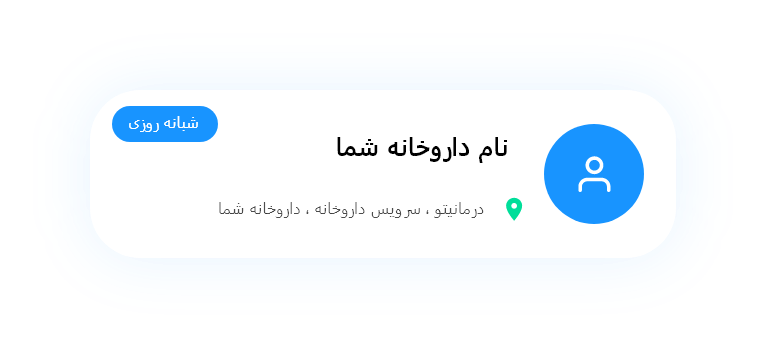 شبانه روزی
نام داروخانه شما
درمانیتو ، سرویس داروخانه ، داروخانه شما